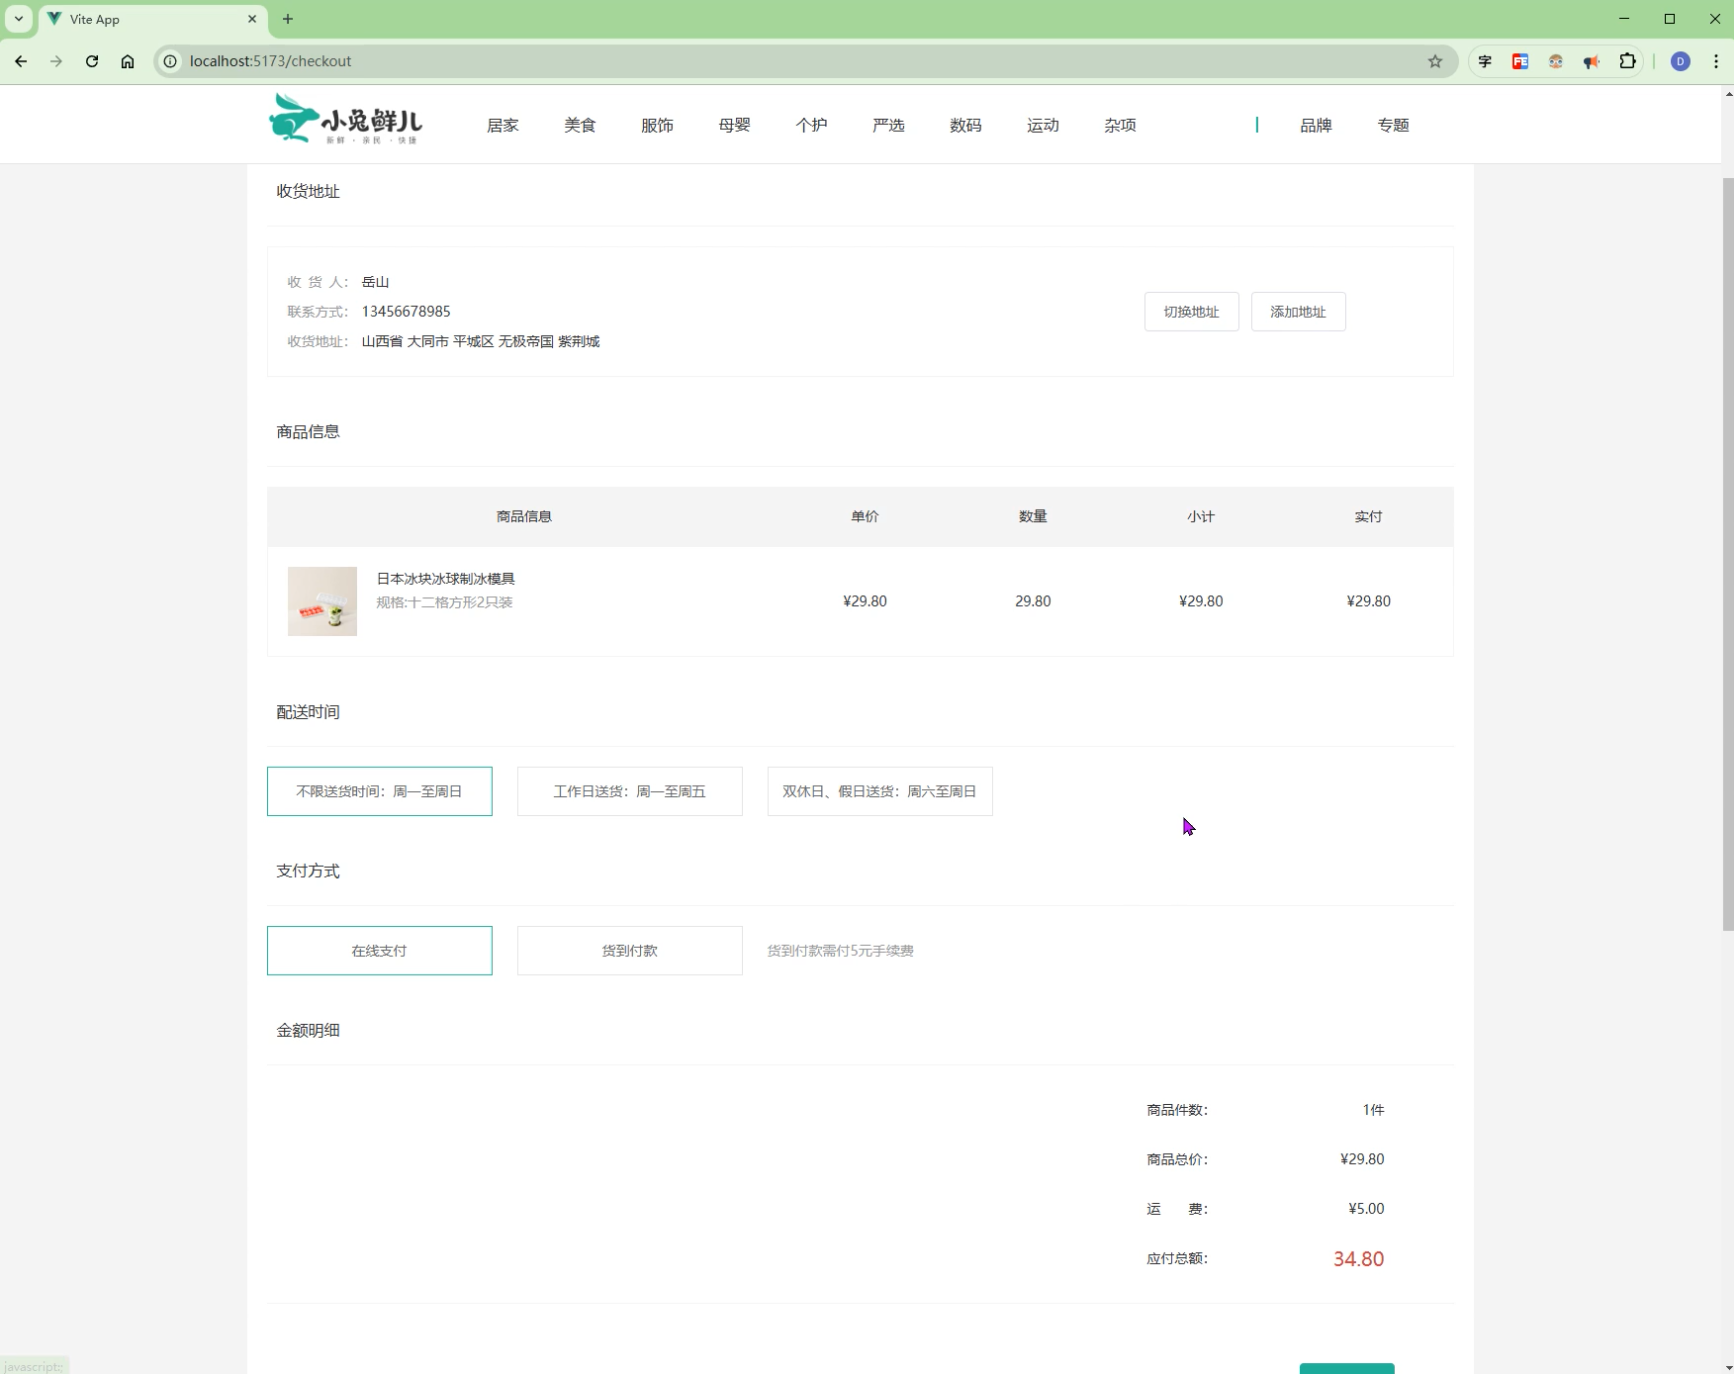 Vite App
localhost:5173/checkout
小兔鲜儿
新鲜 · 亲民 · 快捷
居家 美食 服饰 母婴 个护 严选 数码 运动 杂项 品牌 专题
收货地址
收 货 人： 岳山
联系方式： 13456678985
收货地址： 山西省 大同市 平城区 无极帝国 紫荆城
切换地址 添加地址
商品信息
商品信息 单价 数量 小计 实付
日本冰块冰球制冰模具
规格:十二格方形2只装
¥29.80 29.80 ¥29.80 ¥29.80
配送时间
不限送货时间：周一至周日 工作日送货：周一至周五 双休日、假日送货：周六至周日
支付方式
在线支付 货到付款 货到付款需付5元手续费
金额明细
商品件数： 1件
商品总价： ¥29.80
运 费： ¥5.00
应付总额： 34.80
javascript:;